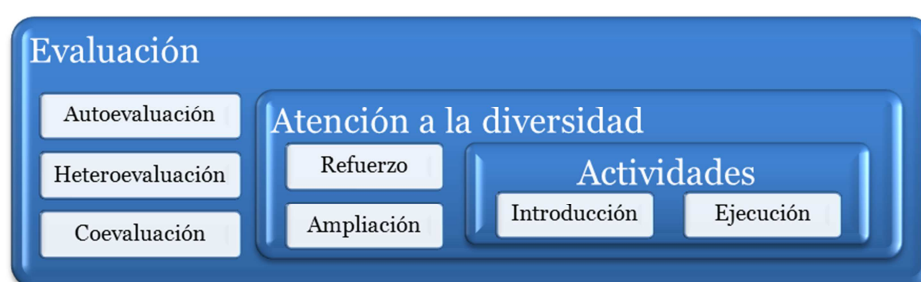 Evaluación
Autoevaluación
Heteroevaluación
Coevaluación
Atención a la diversidad
Refuerzo
Ampliación
Actividades
Introducción
Ejecución